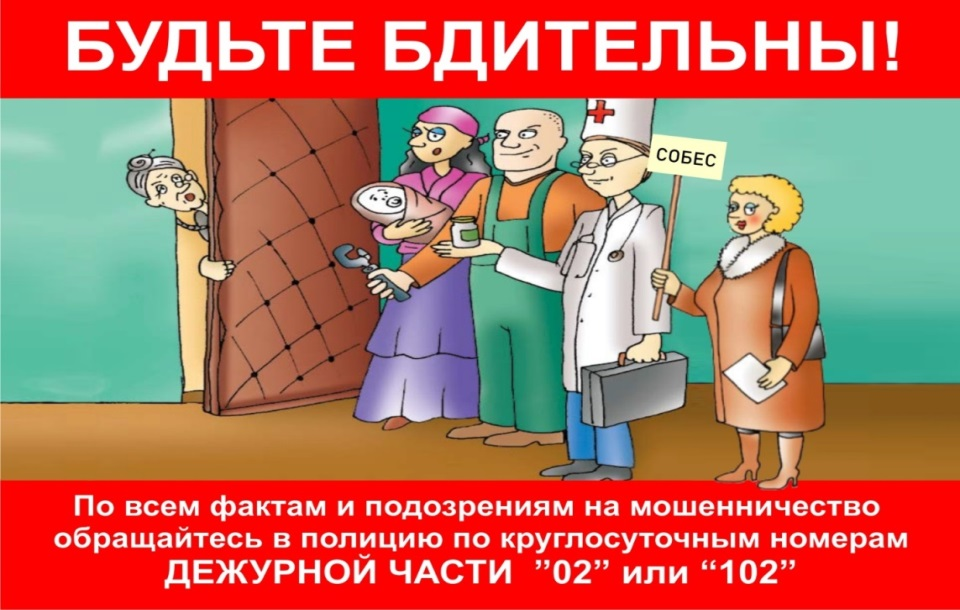 БУДЬТЕ БДИТЕЛЬНЫ!
СОБЕС
По всем фактам и подозрениям на мошенничество
обращайтесь в полицию по круглосуточным номерам
ДЕЖУРНОЙ ЧАСТИ ”02” или “102”